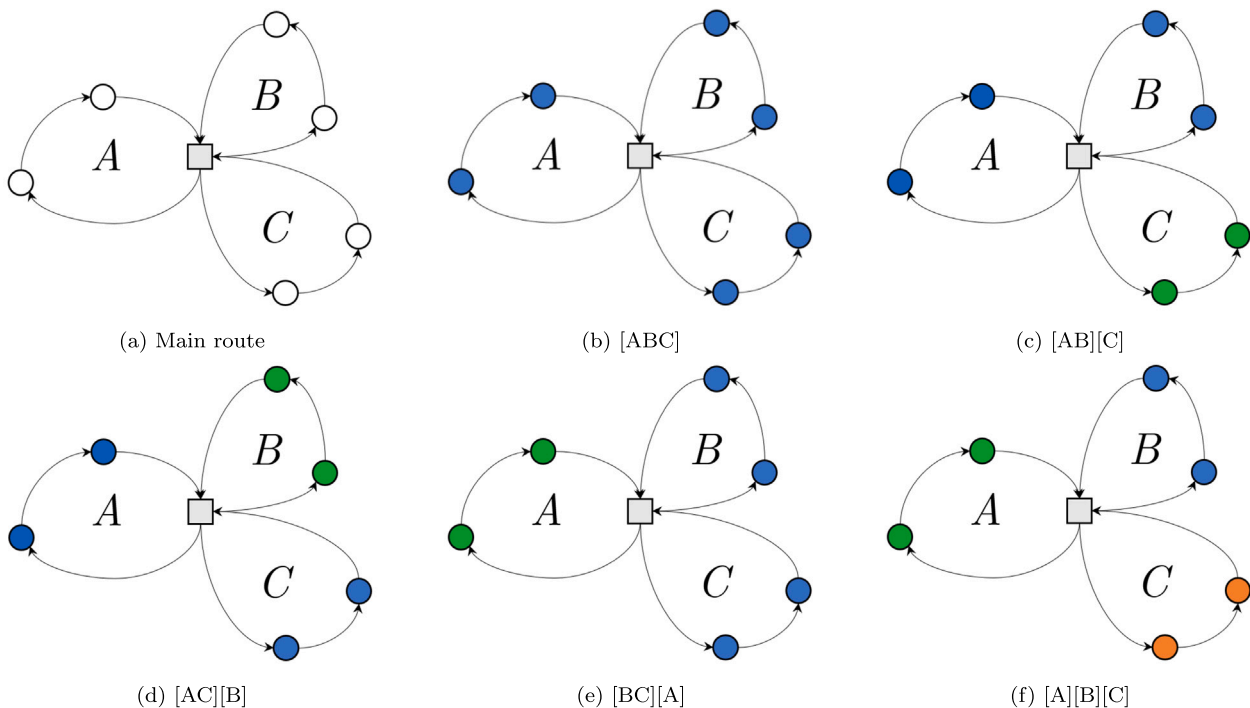 B
A
C
(a) Main route
B
A
C
(b) [ABC]
B
A
C
(c) [AB][C]
B
A
C
(d) [AC][B]
B
A
C
(e) [BC][A]
B
A
C
(f) [A][B][C]